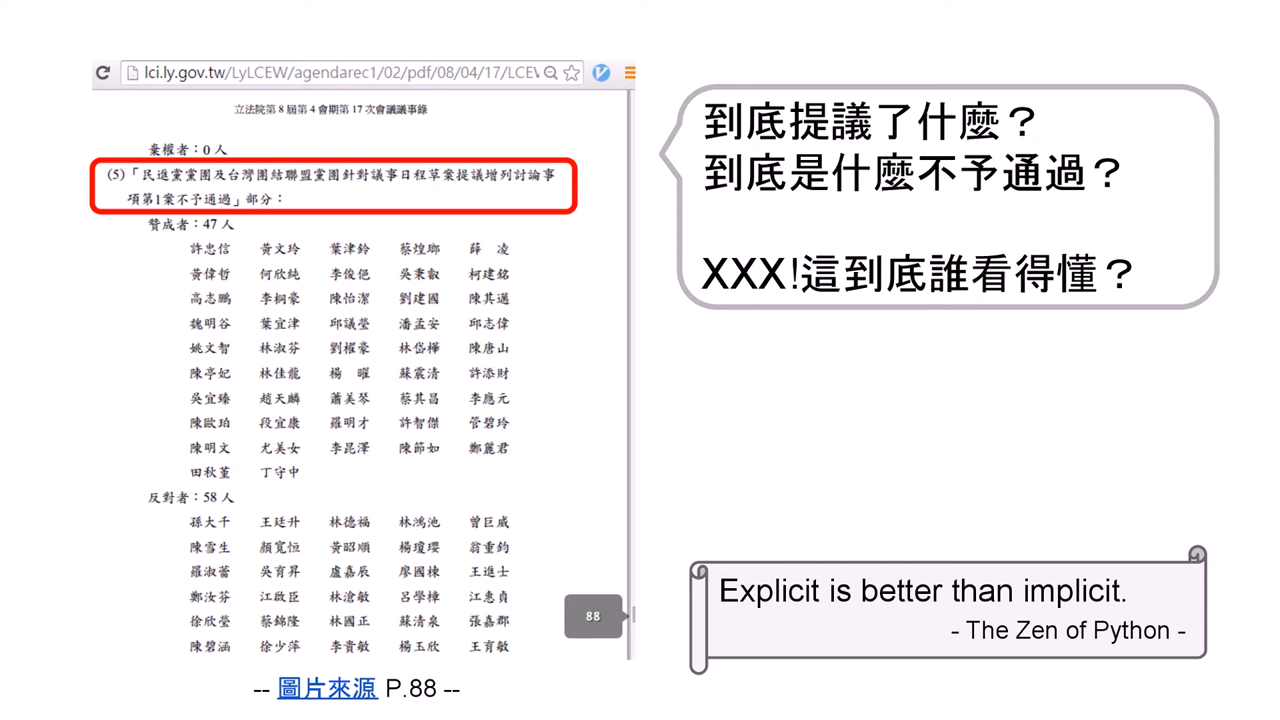 lci.ly.gov.tw/LyLCEW/agendarec1/02/pdf/08/04/17/LCEW
立法院第8屆第4會期第17次會議議事錄
棄權者：0人
(5)「民進黨黨團及台灣團結聯盟黨團針對議事日程草案提議增列討論事
項第1案不予通過」部分：
贊成者：47人
許忠信 黃文玲 葉津鈴 蔡煌瑯 薛 凌
黃偉哲 何欣純 李俊俋 吳秉叡 柯建銘
高志鵬 李桐豪 陳怡潔 劉建國 陳其邁
魏明谷 葉宜津 邱議瑩 潘孟安 邱志偉
姚文智 林淑芬 劉櫂豪 林岱樺 陳唐山
陳亭妃 林佳龍 楊 曜 蘇震清 許添財
吳宜臻 趙天麟 蕭美琴 蔡其昌 李應元
陳歐珀 段宜康 羅明才 許智傑 管碧玲
陳明文 尤美女 李昆澤 陳節如 鄭麗君
田秋堇 丁守中
反對者：58人
孫大千 王廷升 林德福 林鴻池 曾巨威
陳雪生 顏寬恒 黃昭順 楊瓊瓔 翁重鈞
羅淑蕾 吳育昇 盧嘉辰 廖國棟 王進士
鄭汝芬 江啟臣 林滄敏 呂學樟 江惠貞
徐欣瑩 蔡錦隆 林國正 蘇清泉 張嘉郡
陳碧涵 徐少萍 李貴敏 楊玉欣 王育敏
88
-- 圖片來源 P.88 --
到底提議了什麼？
到底是什麼不予通過？
XXX!這到底誰看得懂？
Explicit is better than implicit.
- The Zen of Python -